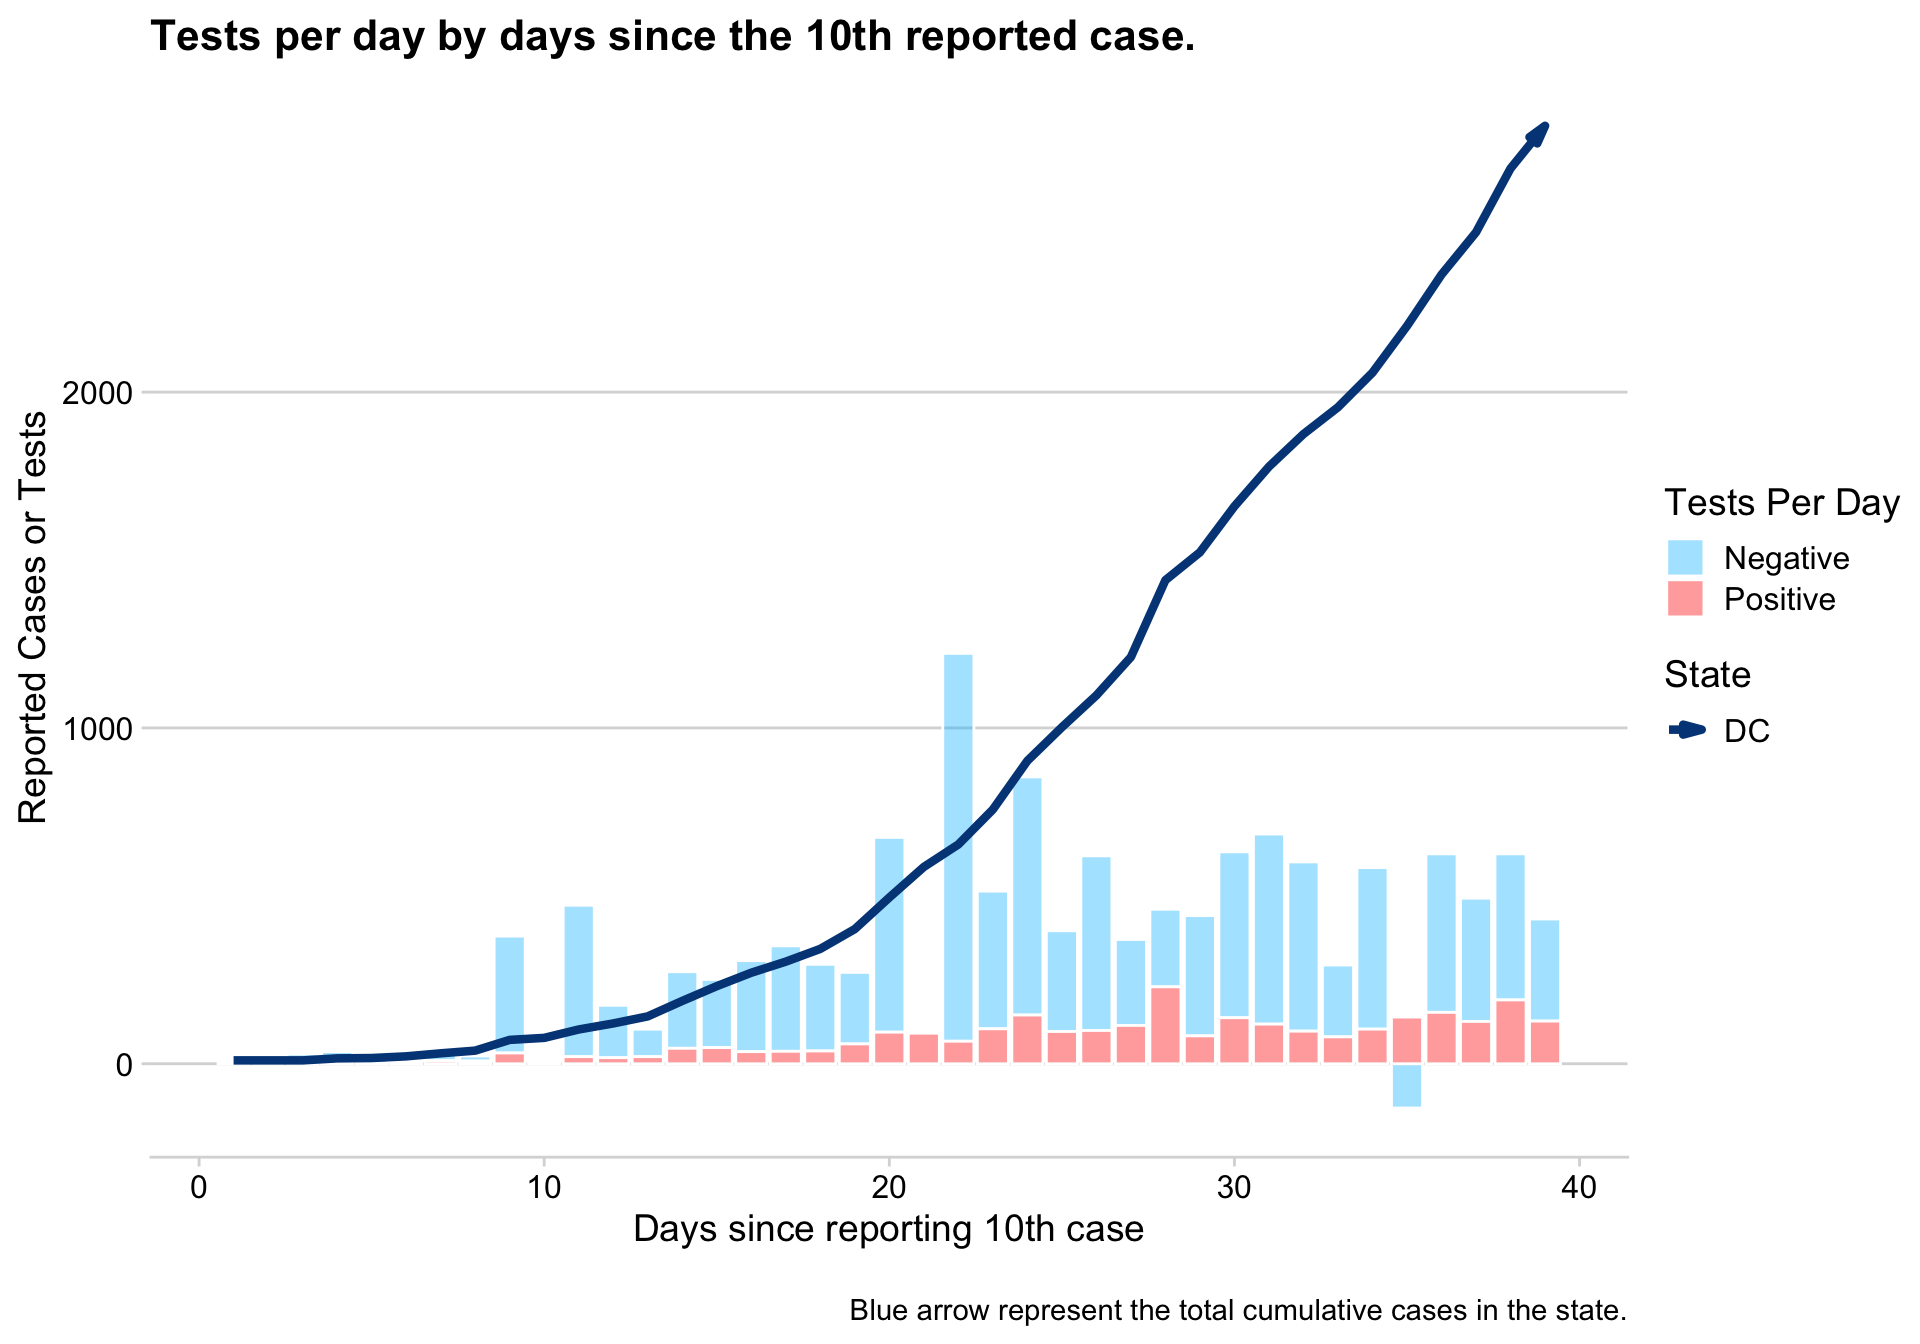 Tests per day by days since the 10th reported case.
Reported Cases or Tests
2000
1000
0
0
10
20
30
40
Days since reporting 10th case
Tests Per Day
Negative
Positive
State
DC
Blue arrow represent the total cumulative cases in the state.